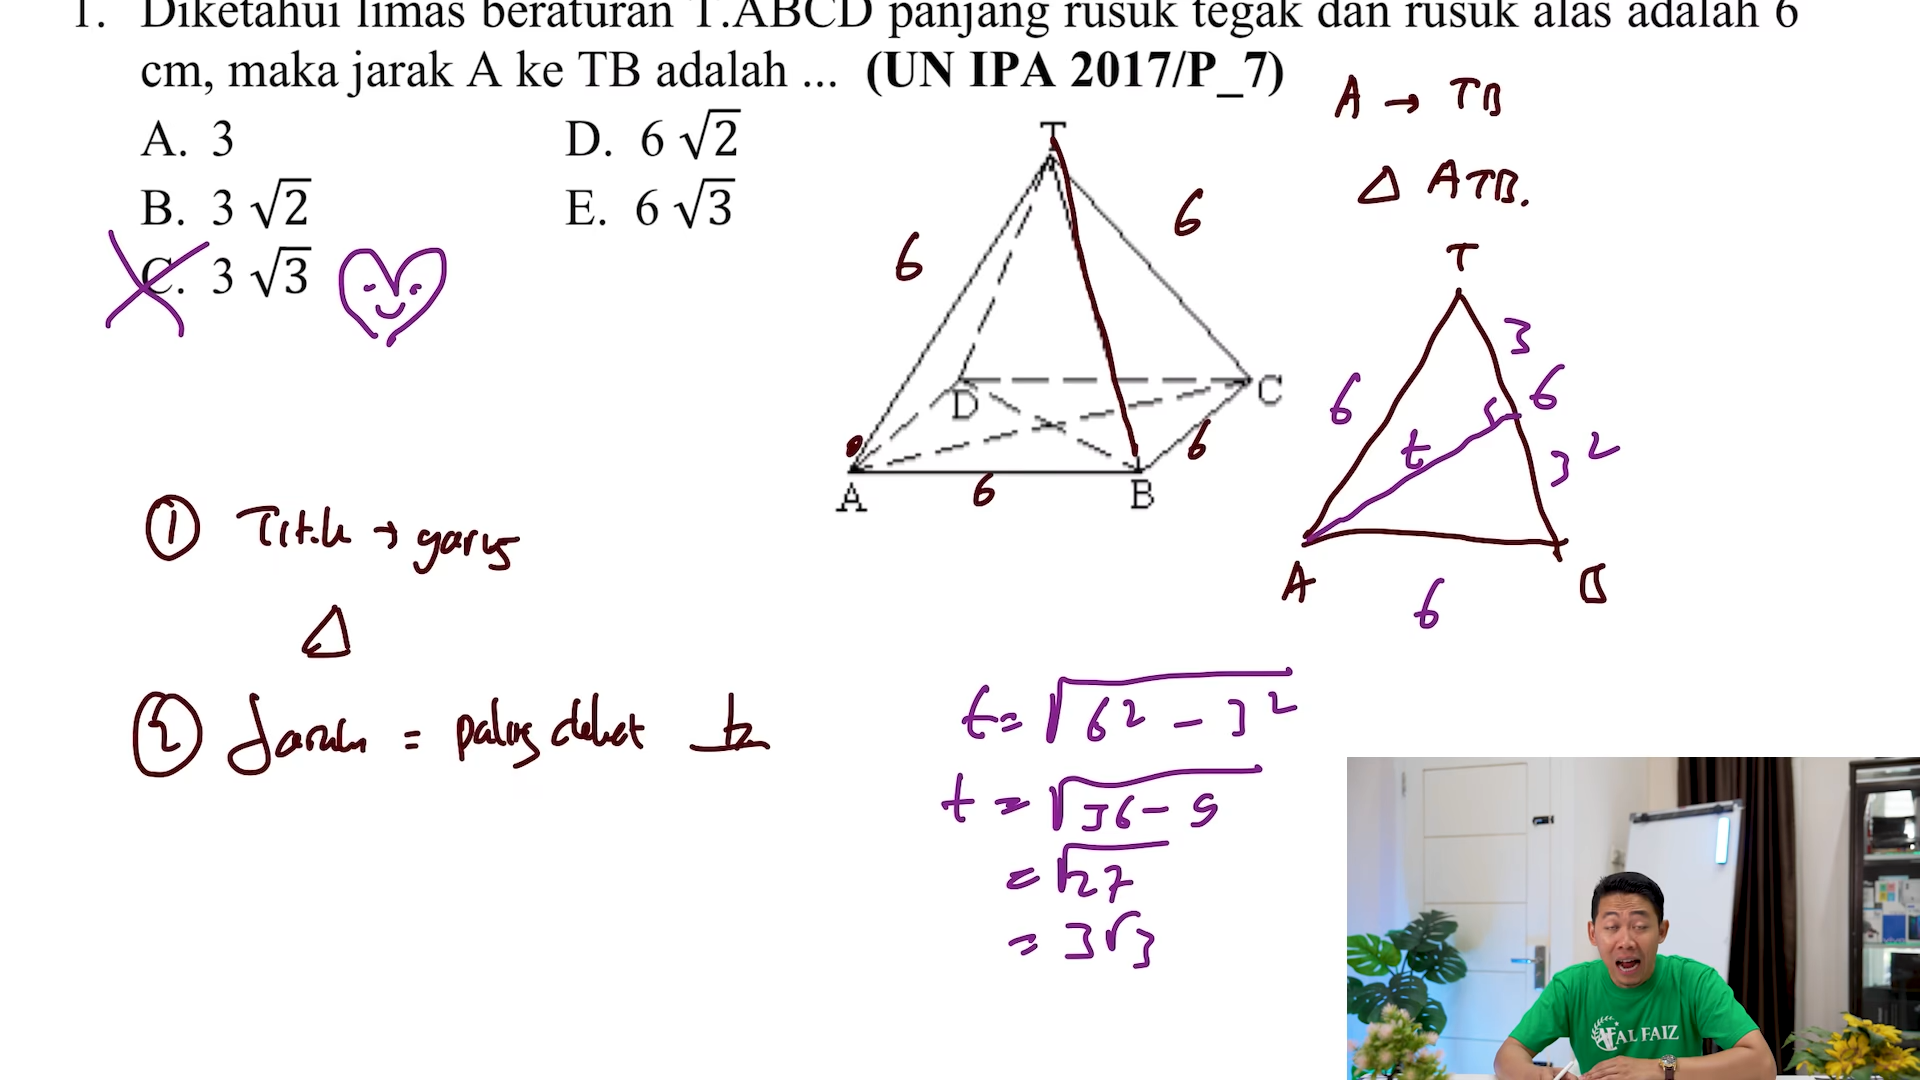 1. Diketahui limas beraturan T.ABCD panjang rusuk tegak dan rusuk alas adalah 6
cm, maka jarak A ke TB adalah ... (UN IPA 2017/P_7)
A. 3
B. 3 √2
C. 3 √3
D. 6 √2
E. 6 √3
T
6
6
D
C
6
A
6
B
A → TB
Δ ATB.
T
3
6
6
t
3 2
A
B
6
① Titik → garis
Δ
② Jarak = paling dekat
t = √6² - 3²
t = √36 - 9
= √27
= 3√3
AL FAIZ